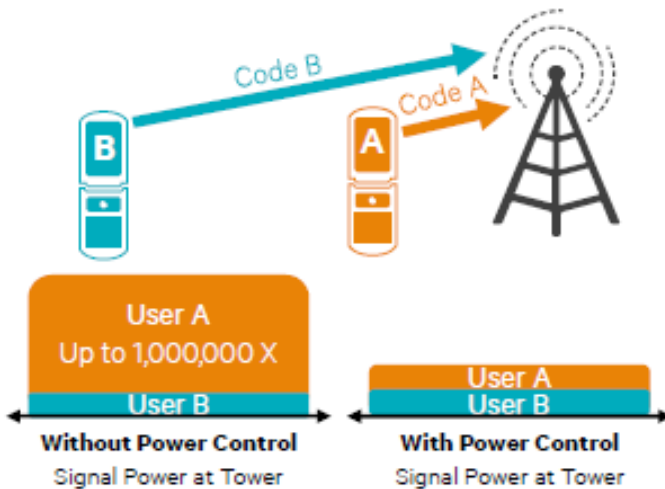 Code B
Code A
B
A
User A
Up to 1,000,000 X
User B
User A
User B
Without Power Control
Signal Power at Tower
With Power Control
Signal Power at Tower